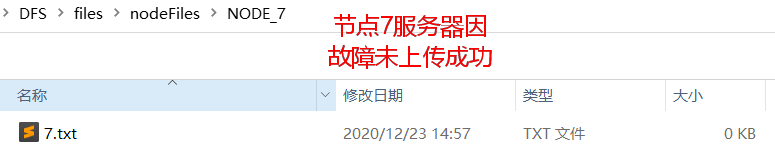 DFS > files > nodeFiles > NODE_7
节点7服务器因
故障未上传成功
名称 修改日期 类型 大小
7.txt 2020/12/23 14:57 TXT 文件 0 KB